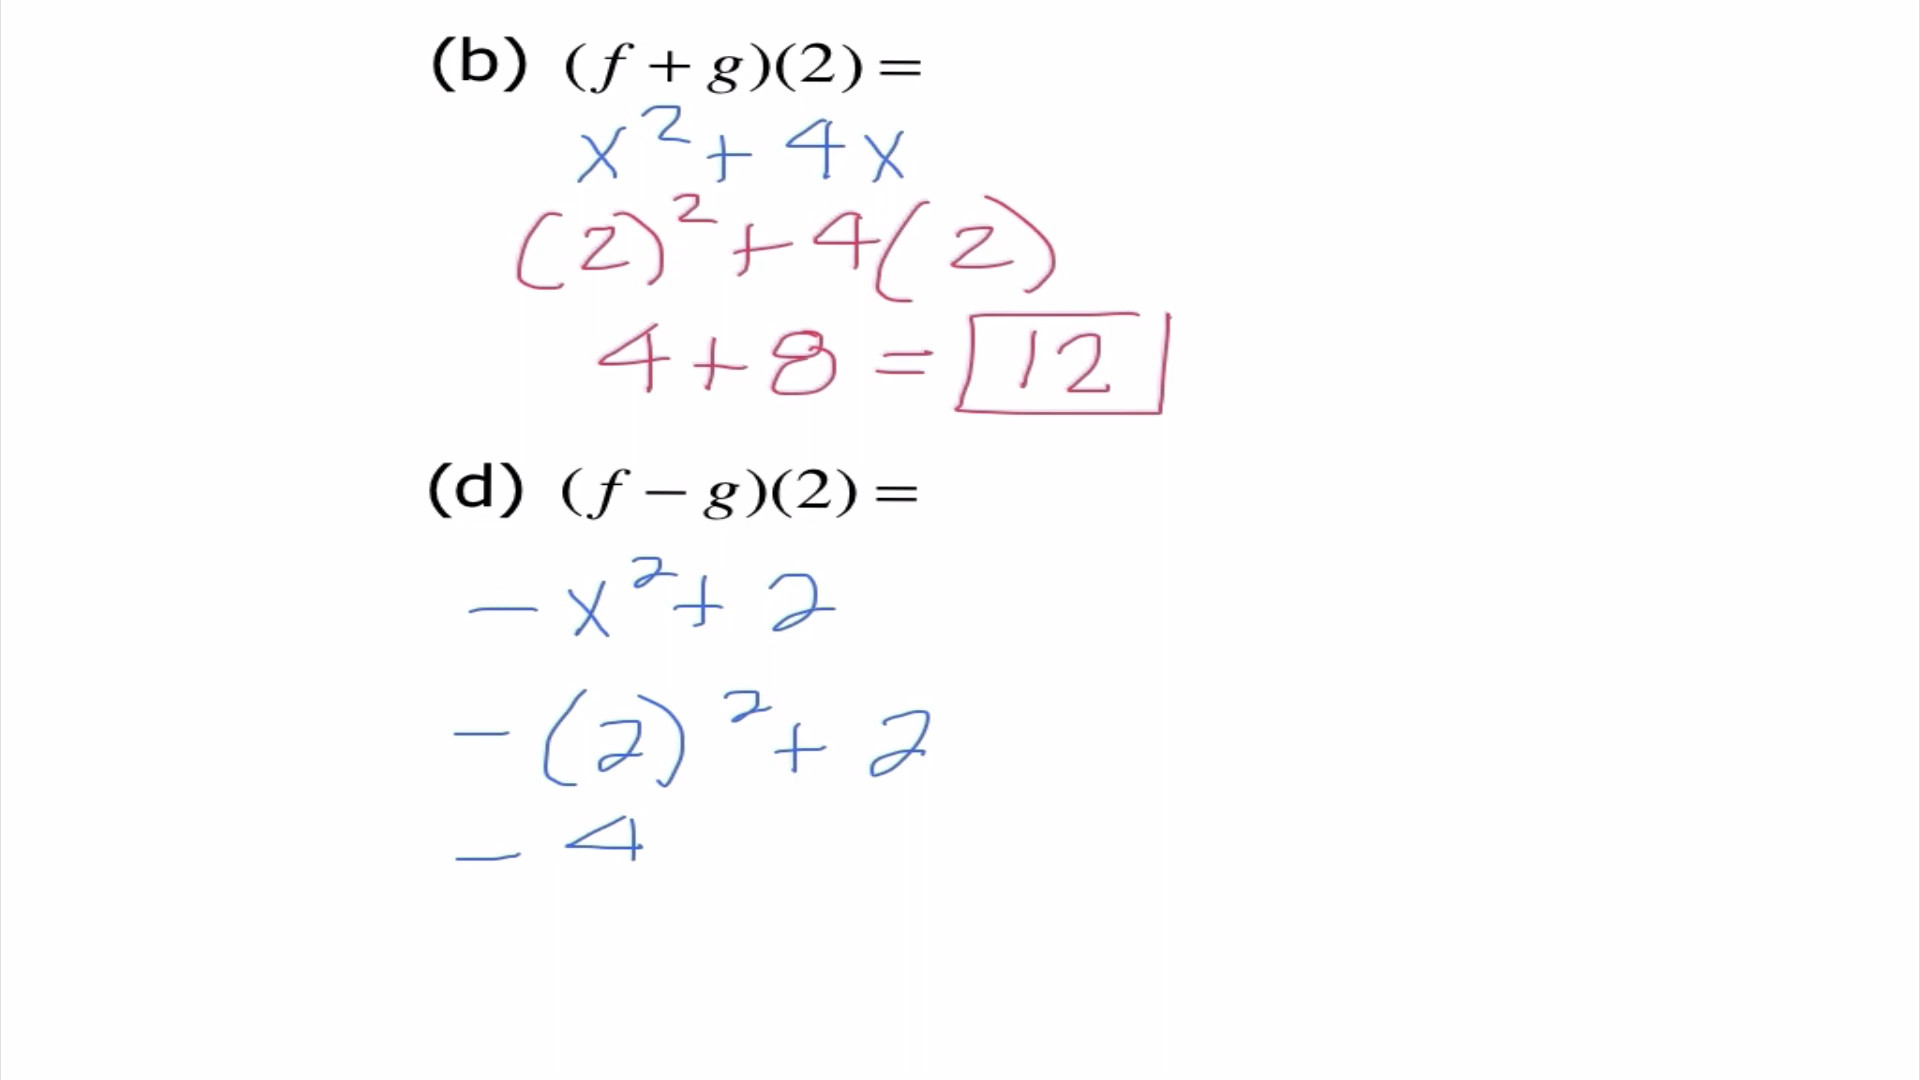 (b) (f + g)(2) =
x² + 4x
(2)² + 4(2)
4 + 8 = 12
(d) (f − g)(2) =
− x² + 2
− (2)² + 2
− 4